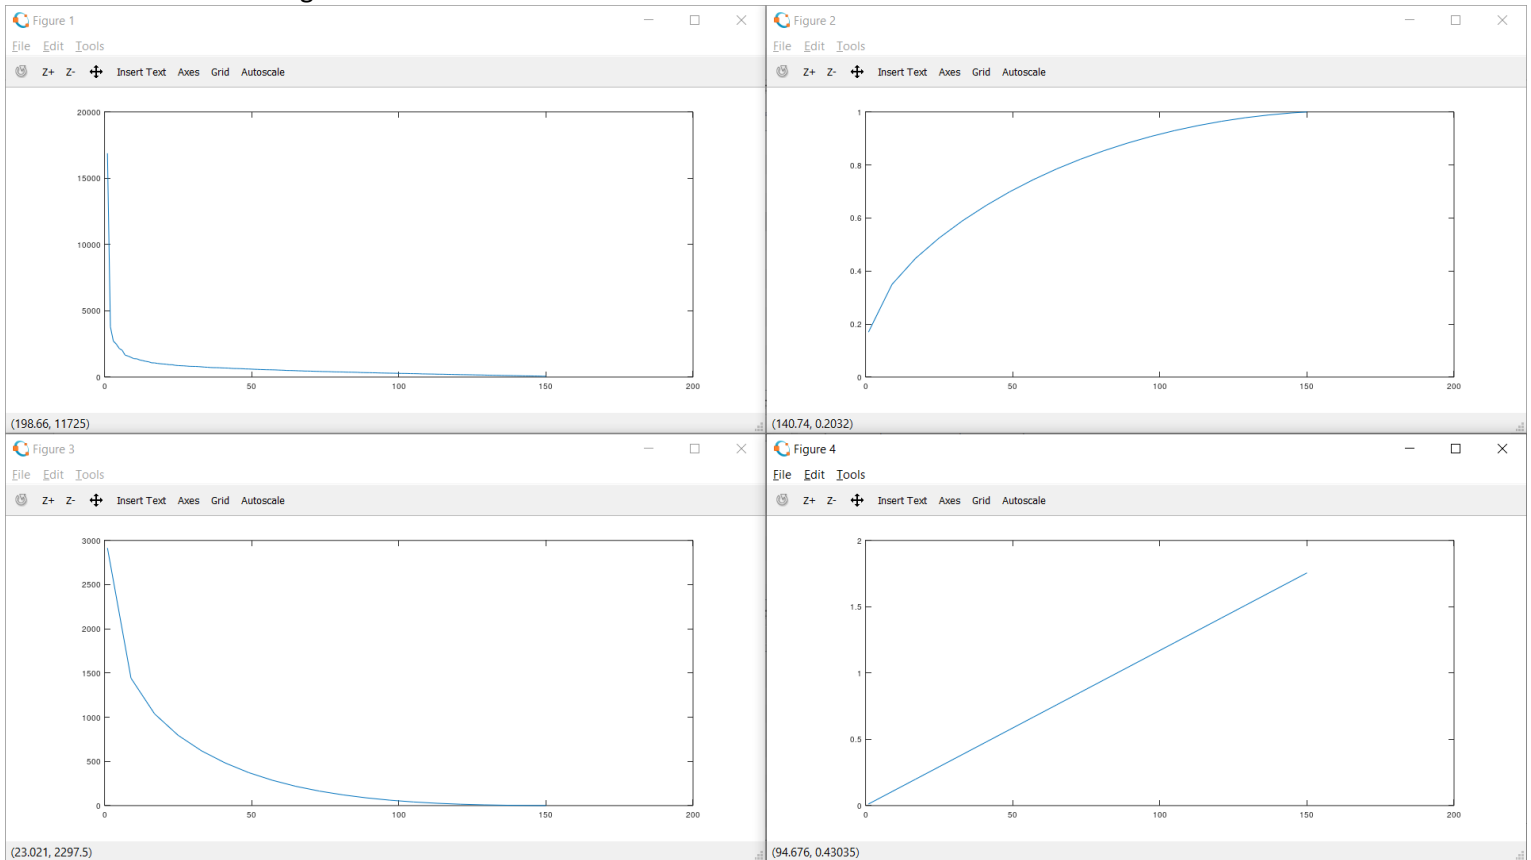 Figure 1
File Edit Tools
Z+ Z- Insert Text Axes Grid Autoscale
20000
15000
10000
5000
0
0 50 100 150 200
(198.66, 11725)
Figure 2
File Edit Tools
Z+ Z- Insert Text Axes Grid Autoscale
1
0.8
0.6
0.4
0.2
0
0 50 100 150 200
(140.74, 0.2032)
Figure 3
File Edit Tools
Z+ Z- Insert Text Axes Grid Autoscale
3000
2500
2000
1500
1000
500
0
0 50 100 150 200
(23.021, 2297.5)
Figure 4
File Edit Tools
Z+ Z- Insert Text Axes Grid Autoscale
2
1.5
1
0.5
0
0 50 100 150 200
(94.676, 0.43035)